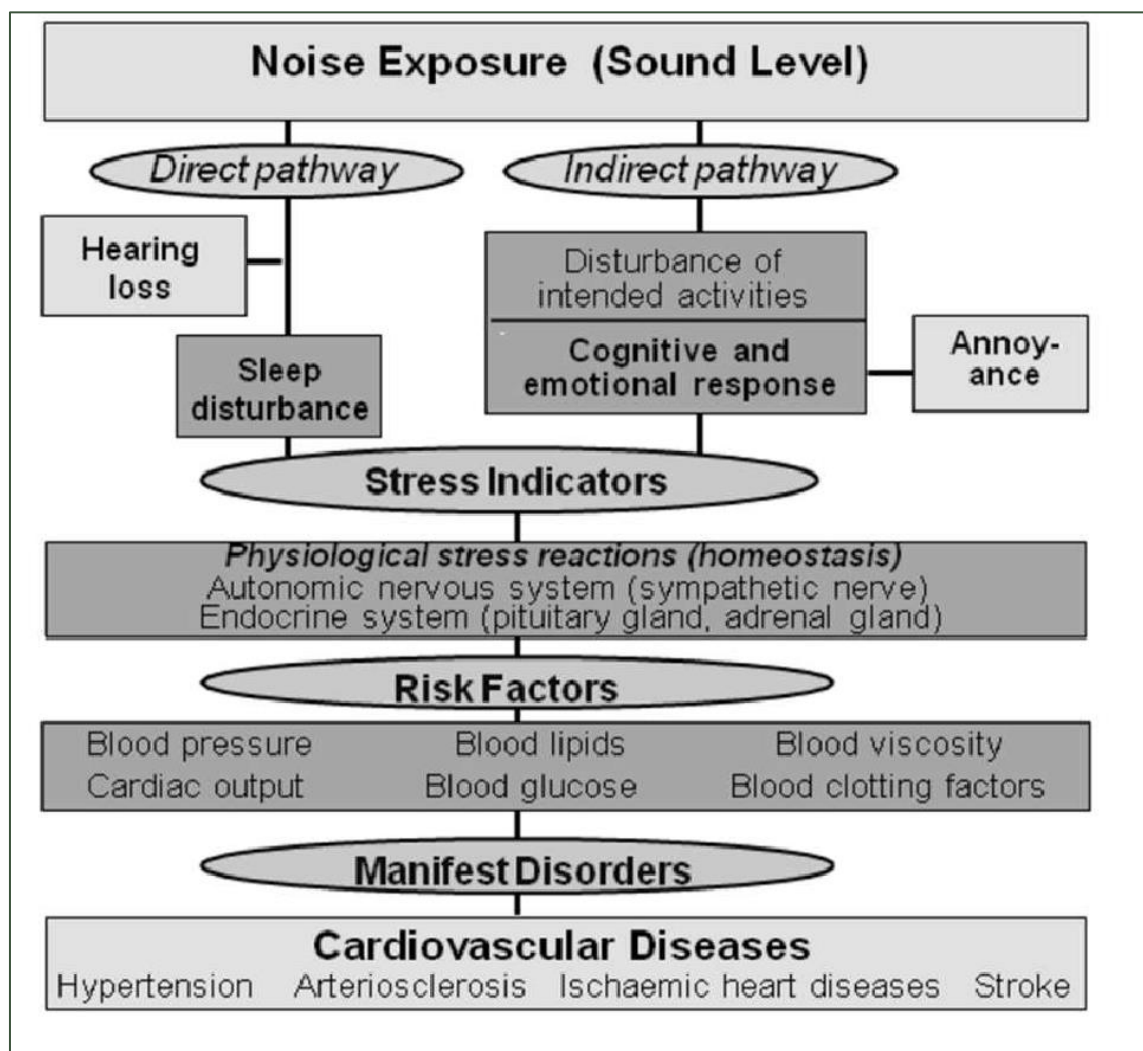 Noise Exposure (Sound Level)
Direct pathway
Indirect pathway
Hearing
loss
Disturbance of
intended activities
Sleep
disturbance
Cognitive and
emotional response
Annoy-
ance
Stress Indicators
Physiological stress reactions (homeostasis)
Autonomic nervous system (sympathetic nerve)
Endocrine system (pituitary gland, adrenal gland)
Risk Factors
Blood pressure Blood lipids Blood viscosity
Cardiac output Blood glucose Blood clotting factors
Manifest Disorders
Cardiovascular Diseases
Hypertension Arteriosclerosis Ischaemic heart diseases Stroke